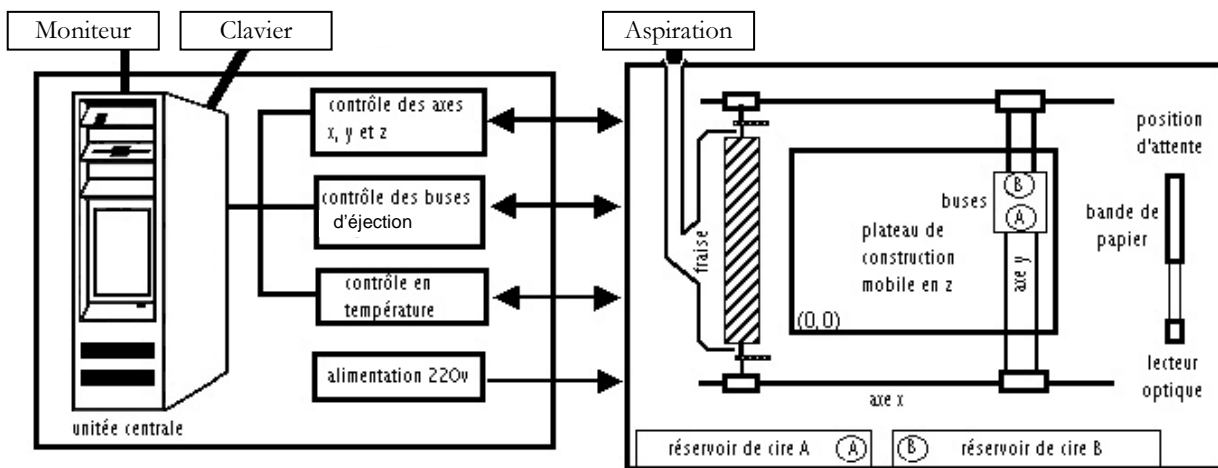 Moniteur
Clavier
Aspiration
contrôle des axes
x, y et z
contrôle des buses
d'éjection
contrôle en
température
alimentation 220v
unitée centrale
fraise
plateau de
construction
mobile en z
(0,0)
buses
B
A
axe y
axe x
position
d'attente
bande de
papier
lecteur
optique
réservoir de cire A
A
B
réservoir de cire B